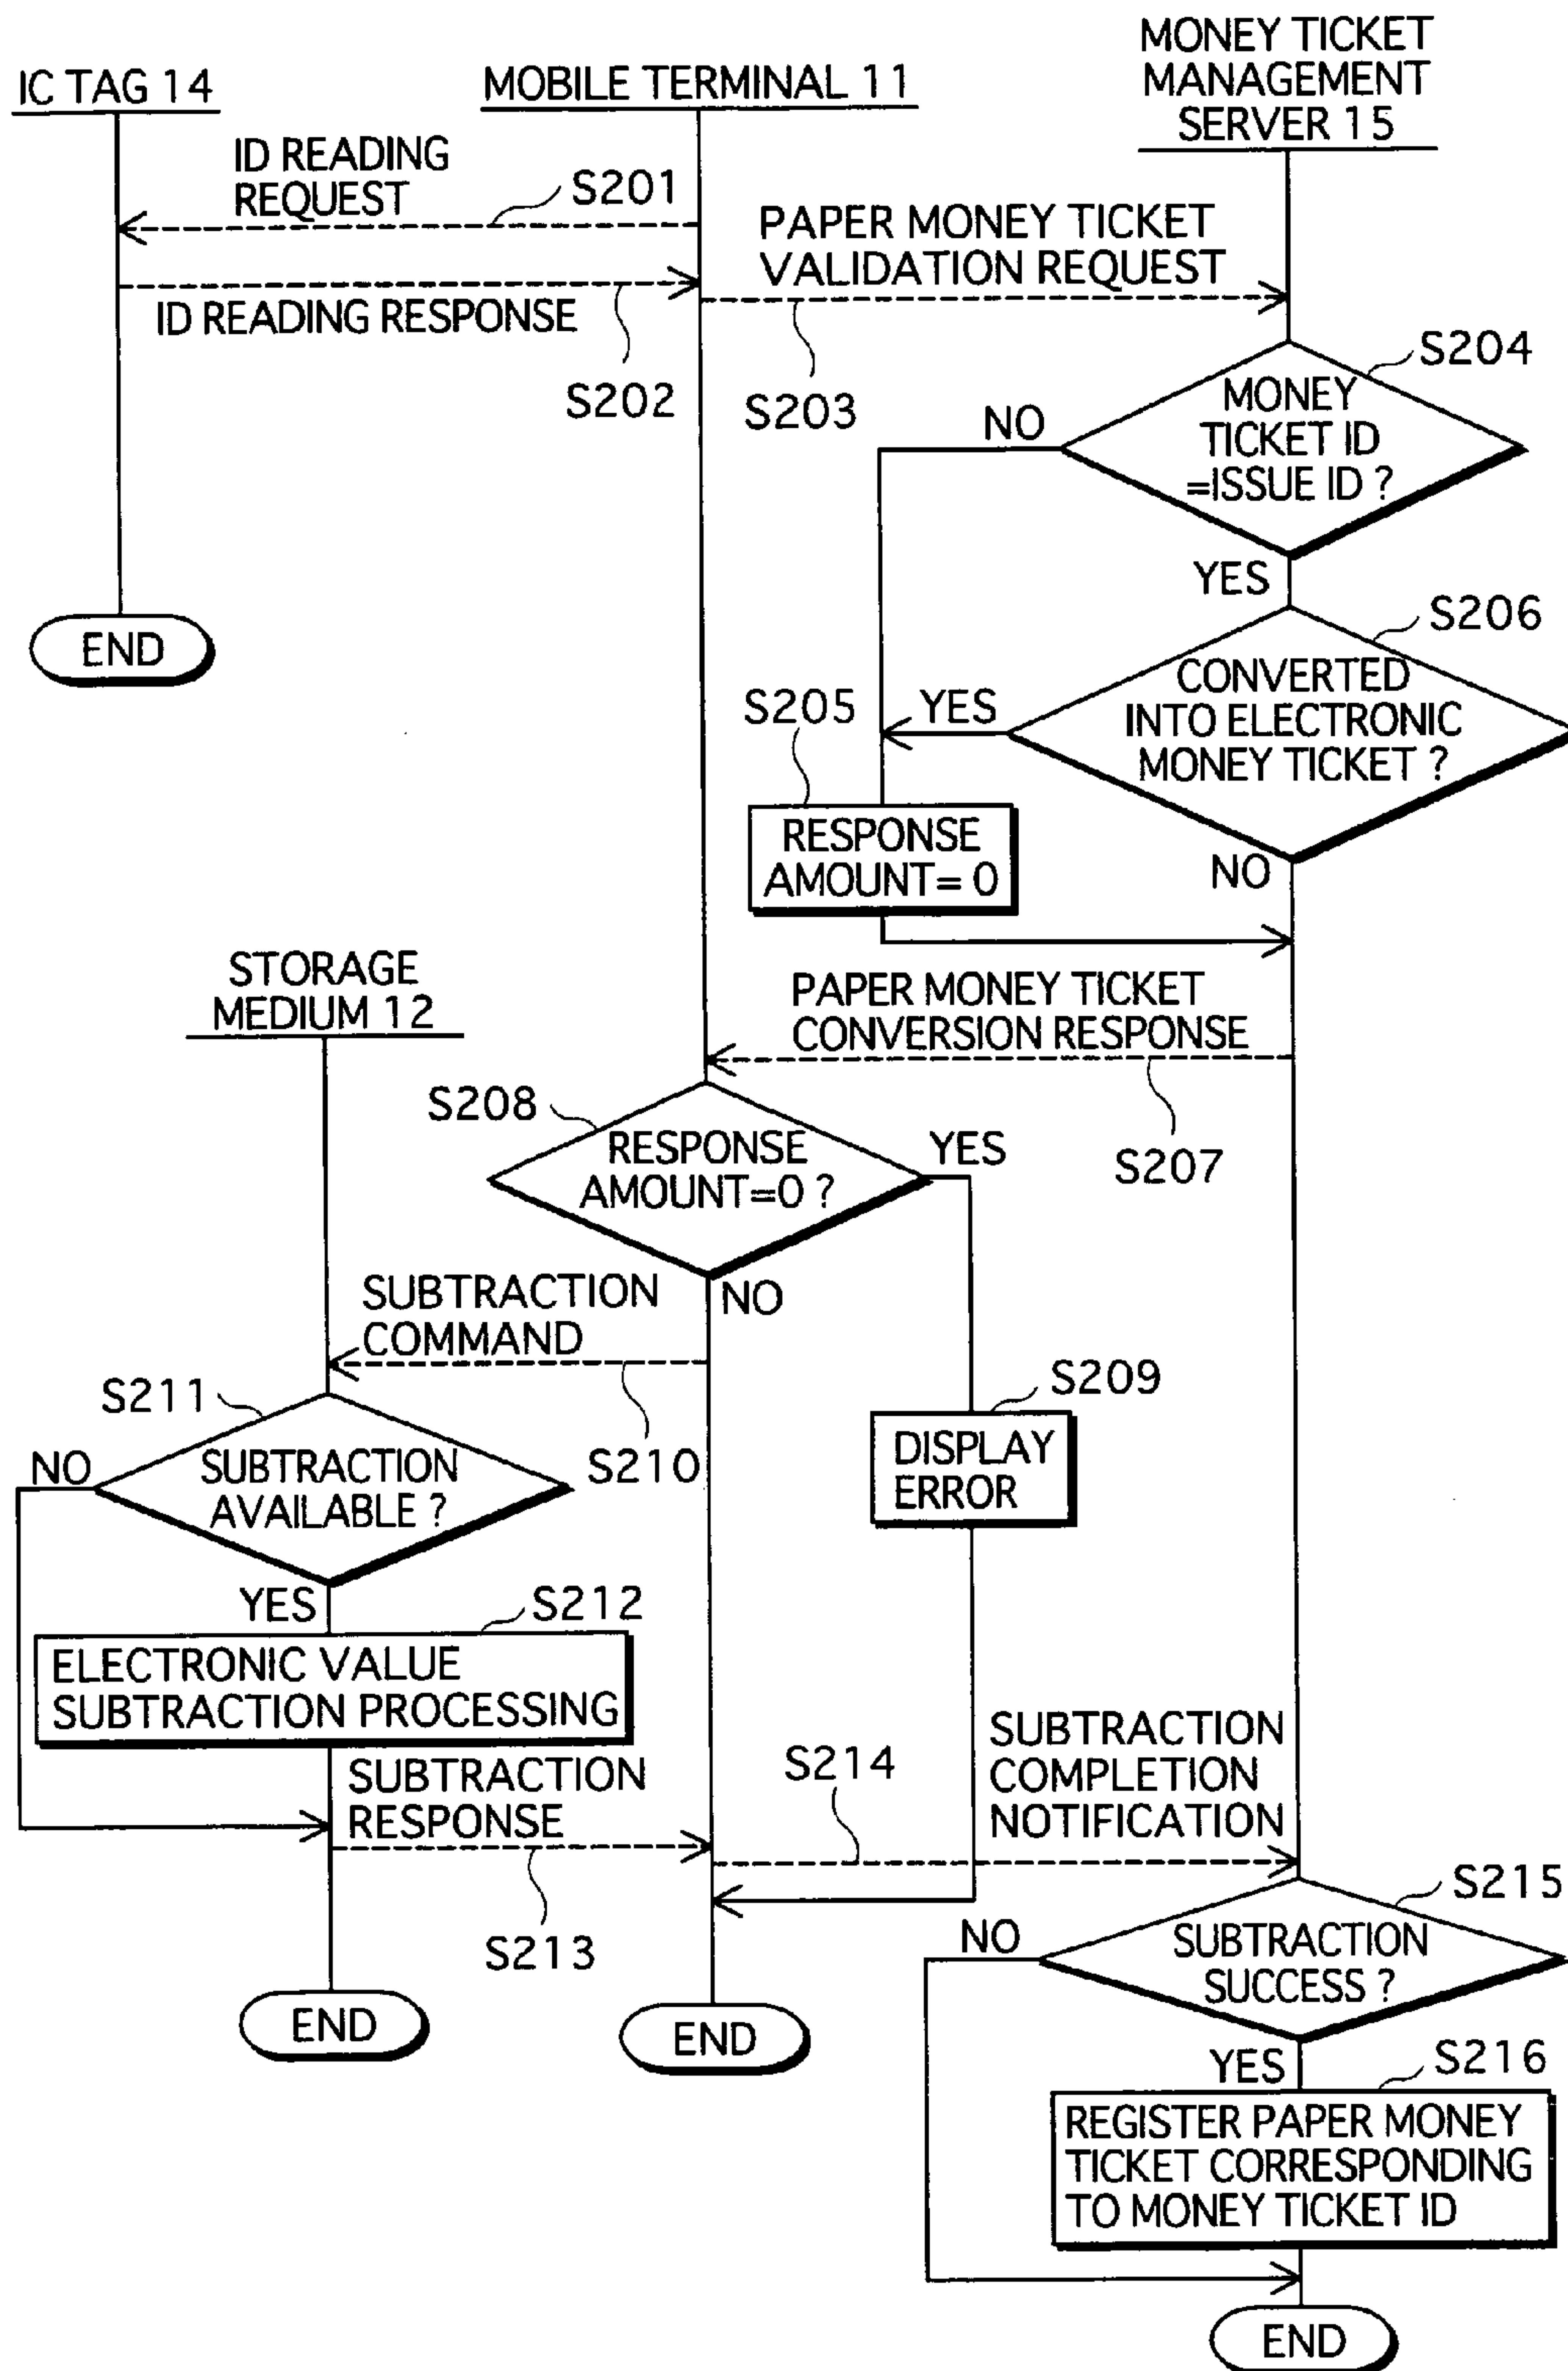 IC TAG 14
MOBILE TERMINAL 11
MONEY TICKET
MANAGEMENT
SERVER 15
ID READING
REQUEST
S201
PAPER MONEY TICKET
VALIDATION REQUEST
ID READING RESPONSE
S202
S203
S204
MONEY
TICKET ID
=ISSUE ID ?
NO
YES
END
S206
CONVERTED
INTO ELECTRONIC
MONEY TICKET ?
YES
S205
RESPONSE
AMOUNT= 0
NO
STORAGE
MEDIUM 12
PAPER MONEY TICKET
CONVERSION RESPONSE
S207
S208
RESPONSE
AMOUNT=0 ?
YES
NO
SUBTRACTION
COMMAND
S210
S209
DISPLAY
ERROR
S211
SUBTRACTION
AVAILABLE ?
NO
YES
S212
ELECTRONIC VALUE
SUBTRACTION PROCESSING
SUBTRACTION
RESPONSE
S213
S214
SUBTRACTION
COMPLETION
NOTIFICATION
S215
SUBTRACTION
SUCCESS ?
NO
YES
END
END
S216
REGISTER PAPER MONEY
TICKET CORRESPONDING
TO MONEY TICKET ID
END